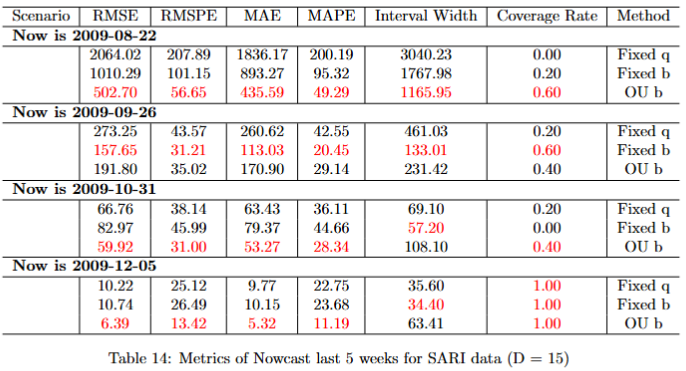 Scenario RMSE RMSPE MAE MAPE Interval Width Coverage Rate Method
Now is 2009-08-22
2064.02 207.89 1836.17 200.19 3040.23 0.00 Fixed q
1010.29 101.15 893.27 95.32 1767.98 0.20 Fixed b
502.70 56.65 435.59 49.29 1165.95 0.60 OU b
Now is 2009-09-26
273.25 43.57 260.62 42.55 461.03 0.20 Fixed q
157.65 31.21 113.03 20.45 133.01 0.60 Fixed b
191.80 35.02 170.90 29.14 231.42 0.40 OU b
Now is 2009-10-31
66.76 38.14 63.43 36.11 69.10 0.20 Fixed q
82.97 45.99 79.37 44.66 57.20 0.00 Fixed b
59.92 31.00 53.27 28.34 108.10 0.40 OU b
Now is 2009-12-05
10.22 25.12 9.77 22.75 35.60 1.00 Fixed q
10.74 26.49 10.15 23.68 34.40 1.00 Fixed b
6.39 13.42 5.32 11.19 63.41 1.00 OU b
Table 14: Metrics of Nowcast last 5 weeks for SARI data (D = 15)